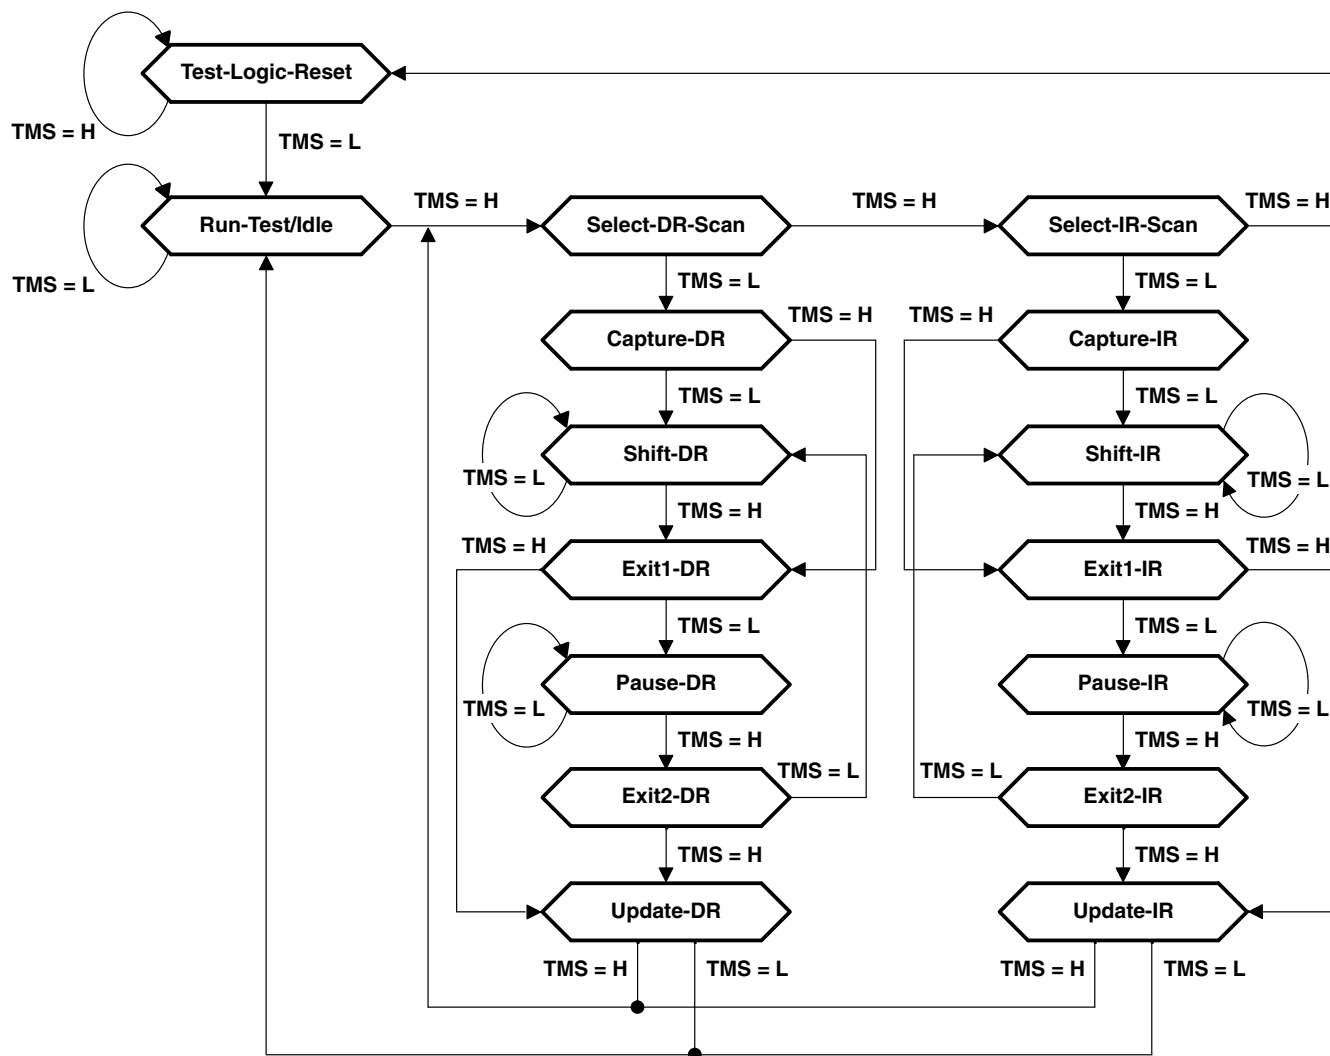 Test-Logic-Reset
TMS = H
TMS = L
TMS = H
TMS = H
TMS = H
Run-Test/Idle
Select-DR-Scan
Select-IR-Scan
TMS = L
TMS = L
TMS = L
TMS = H
TMS = H
Capture-DR
Capture-IR
TMS = L
TMS = L
Shift-DR
Shift-IR
TMS = L
TMS = L
TMS = H
TMS = H
TMS = H
TMS = H
Exit1-DR
Exit1-IR
TMS = L
TMS = L
Pause-DR
Pause-IR
TMS = L
TMS = L
TMS = H
TMS = H
TMS = L
TMS = L
Exit2-DR
Exit2-IR
TMS = H
TMS = H
Update-DR
Update-IR
TMS = H
TMS = L
TMS = H
TMS = L